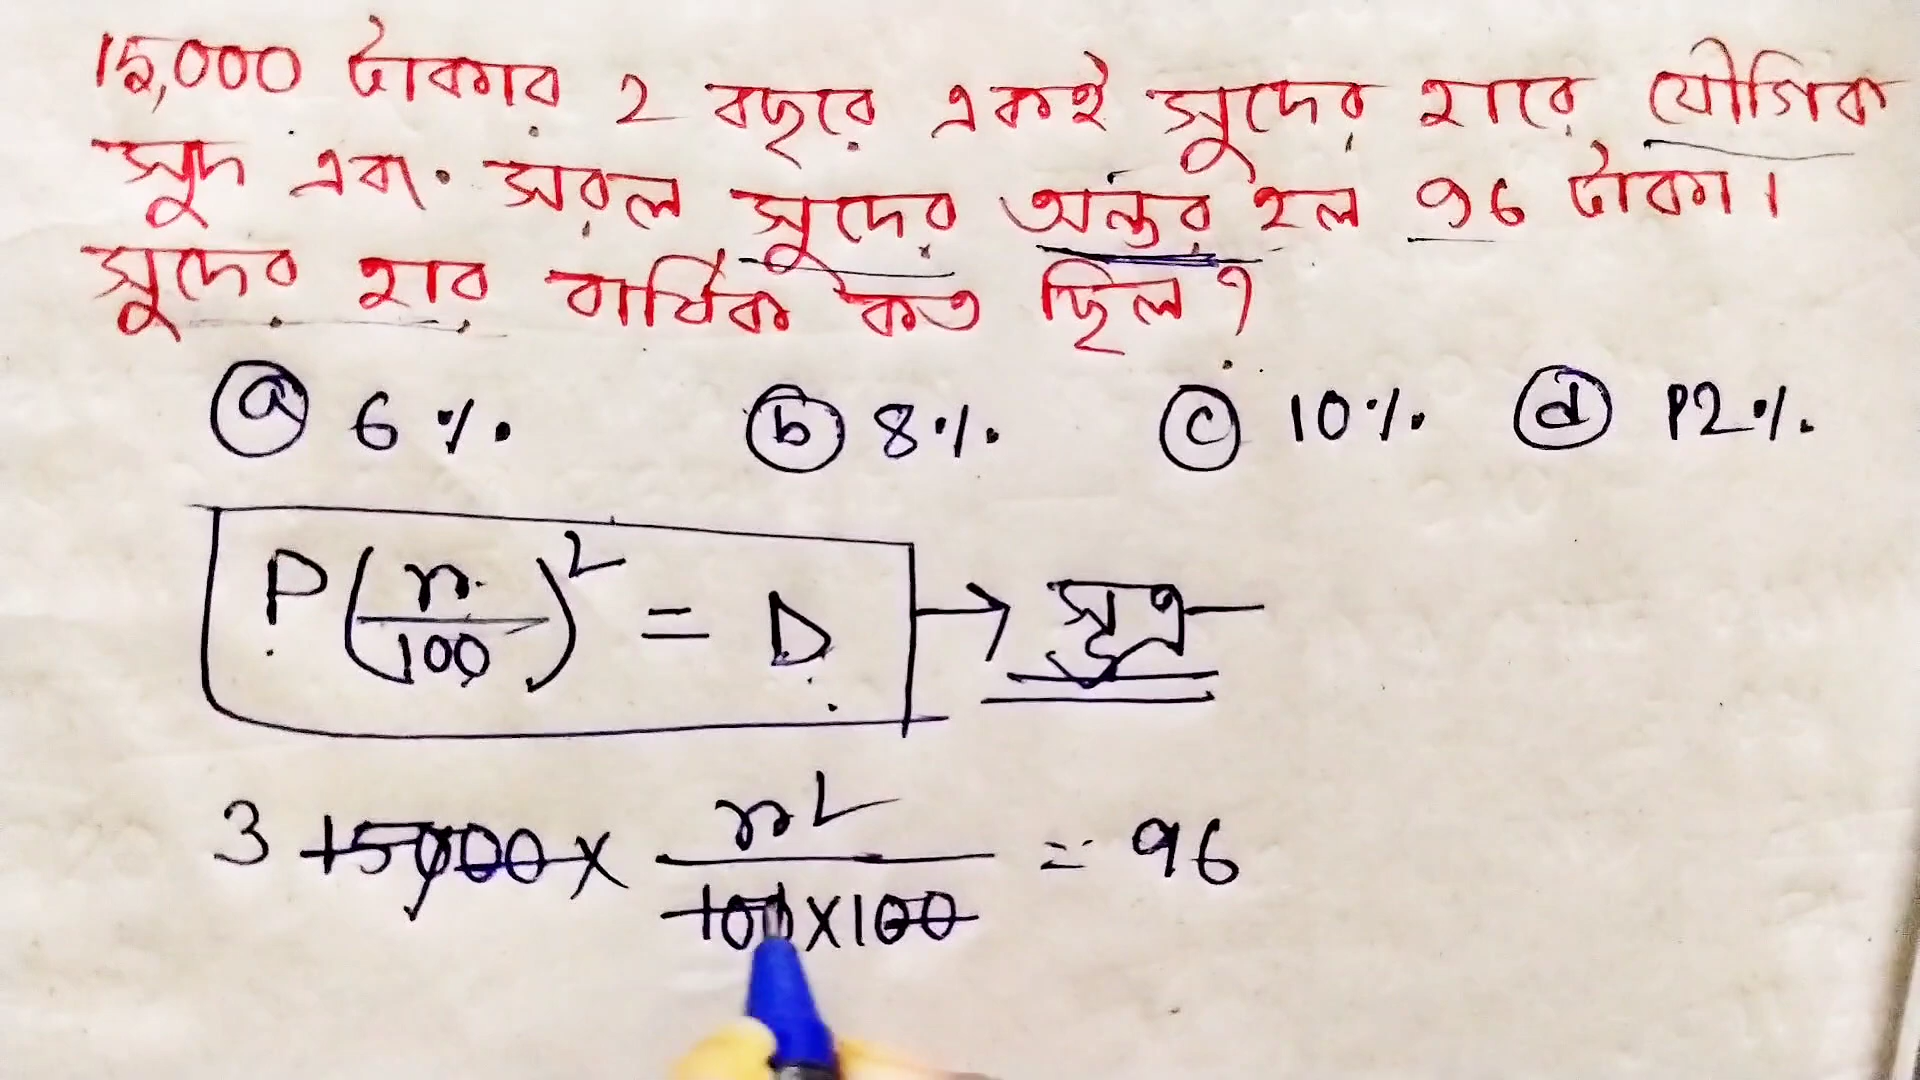 15,000 টাকার 2 বছরে একই সুদের হারে যৌগিক
সুদ এবং সরল সুদের অন্তর হল 96 টাকা।
সুদের হার বার্ষিক কত ছিল?
(a) 6% (b) 8% (c) 10% (d) 12%
P(r/100)² = D → সূত্র
3 15000 × r²/100×100 = 96